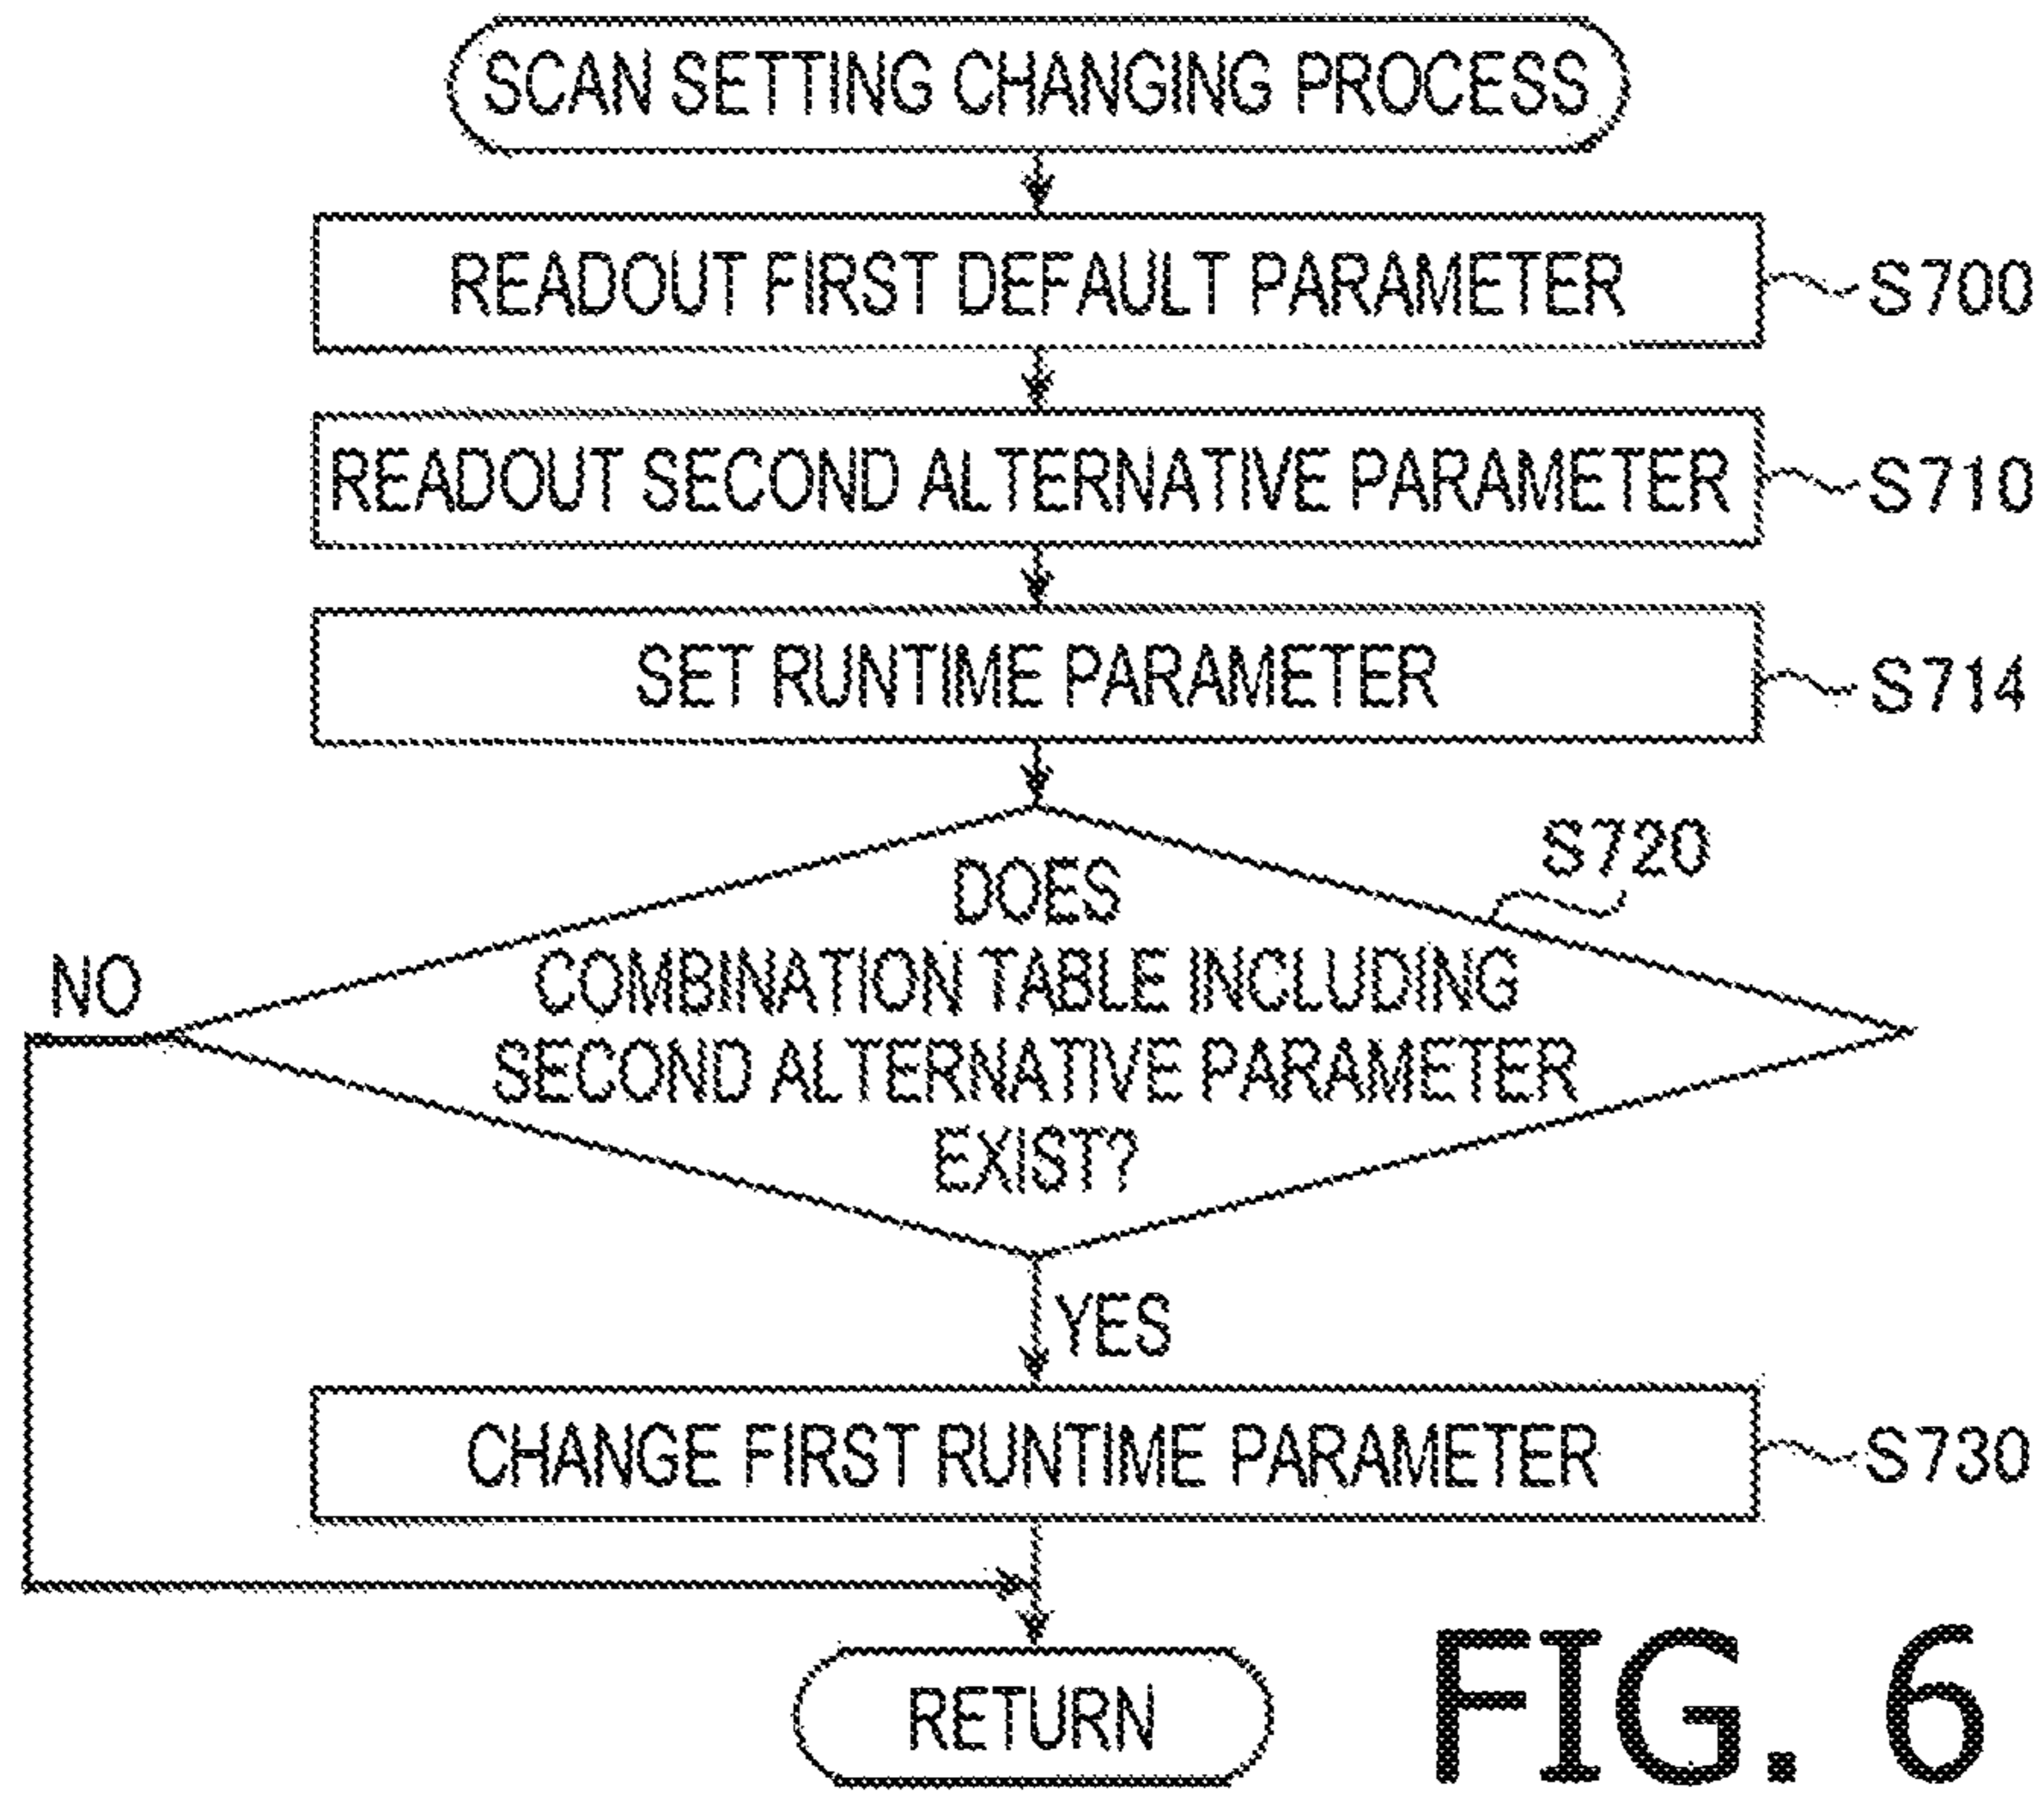 SCAN SETTING CHANGING PROCESS
READOUT FIRST DEFAULT PARAMETER
S700
READOUT SECOND ALTERNATIVE PARAMETER
S710
SET RUNTIME PARAMETER
S714
S720
DOES
COMBINATION TABLE INCLUDING
SECOND ALTERNATIVE PARAMETER
EXIST?
NO
YES
CHANGE FIRST RUNTIME PARAMETER
S730
RETURN
FIG. 6